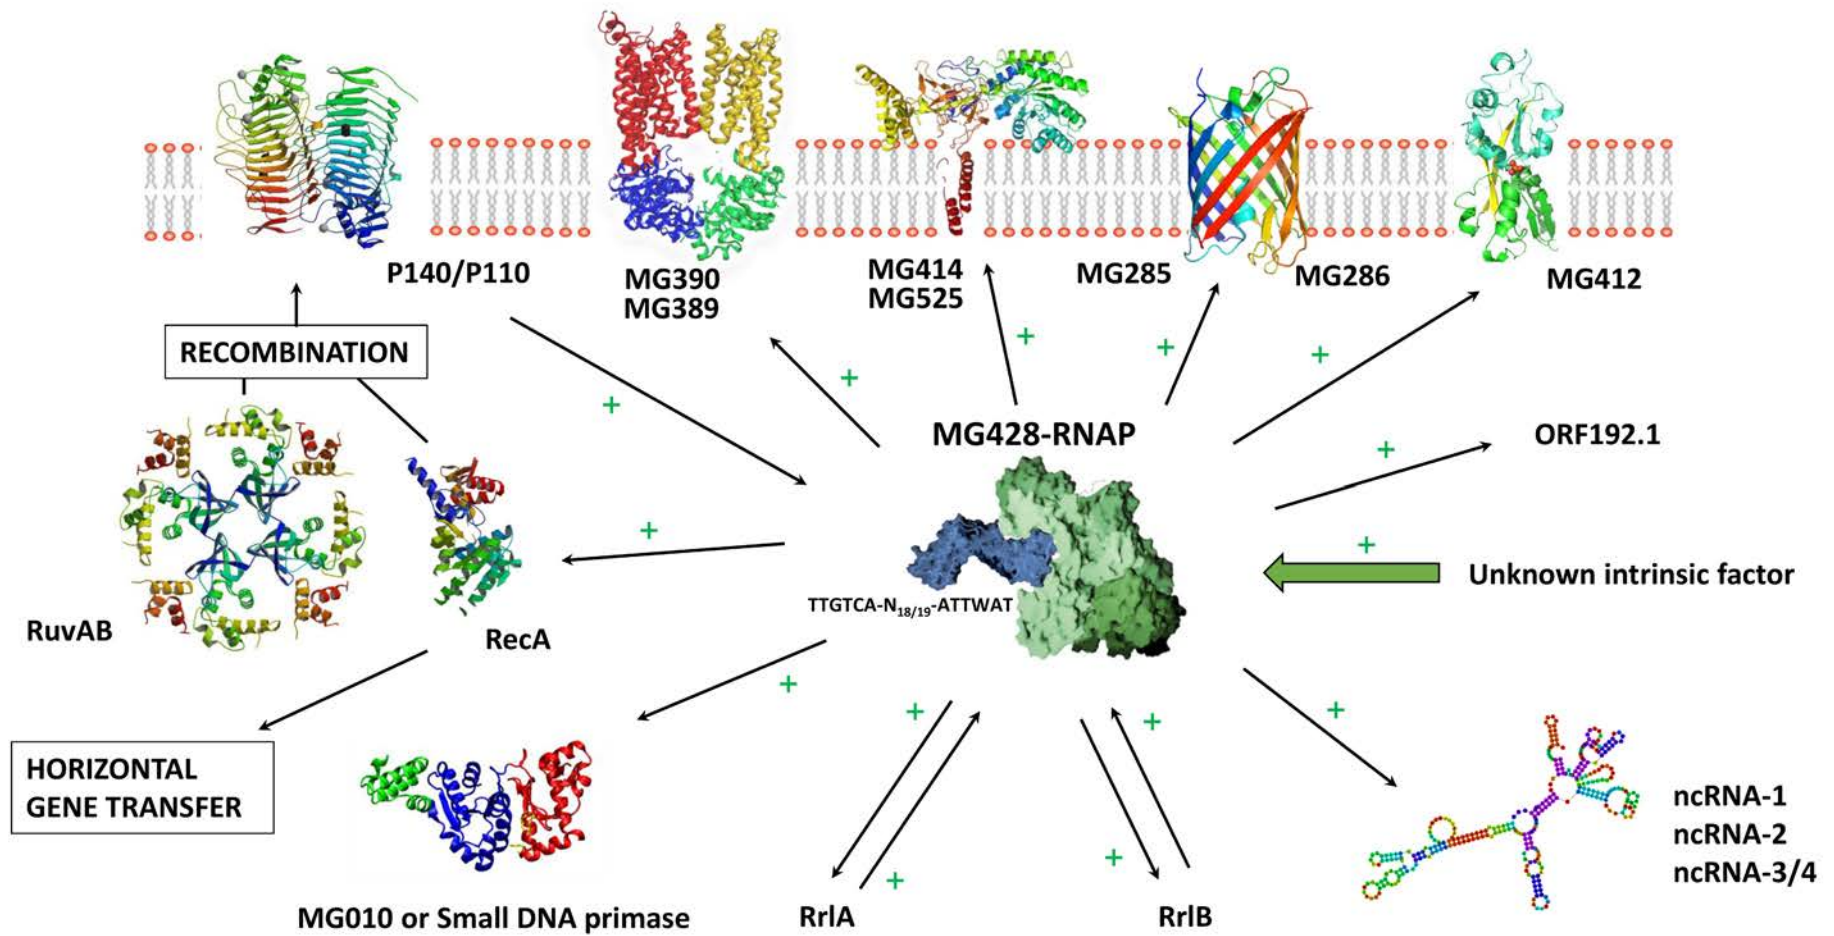 P140/P110
MG390
MG389
MG414
MG525
MG285
MG286
MG412
RECOMBINATION
+
+
+
+
+
MG428-RNAP
+
ORF192.1
+
+
Unknown intrinsic factor
TTGTCA-N18/19-ATTWAT
RuvAB
RecA
+
+
+
+
HORIZONTAL
GENE TRANSFER
ncRNA-1
ncRNA-2
ncRNA-3/4
+
+
MG010 or Small DNA primase
RrlA
RrlB